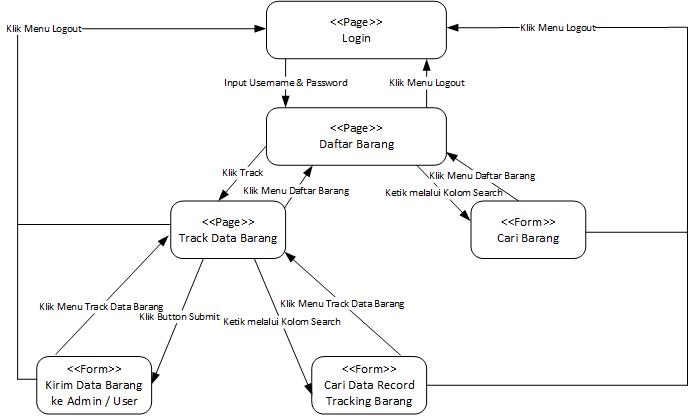 <<Page>>
Login
Klik Menu Logout
Klik Menu Logout
Input Username & Password
Klik Menu Logout
<<Page>>
Daftar Barang
Klik Track
Klik Menu Daftar Barang
Klik Menu Daftar Barang
Ketik melalui Kolom Search
<<Page>>
Track Data Barang
<<Form>>
Cari Barang
Klik Menu Track Data Barang
Klik Button Submit
Ketik melalui Kolom Search
Klik Menu Track Data Barang
<<Form>>
Kirim Data Barang
ke Admin / User
<<Form>>
Cari Data Record
Tracking Barang